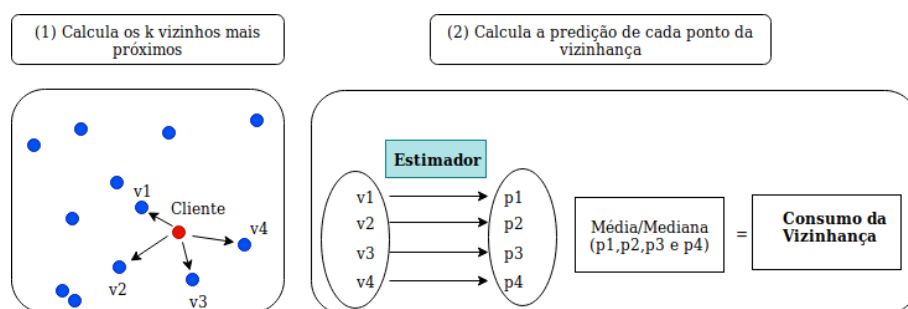 (1) Calcula os k vizinhos mais
próximos
(2) Calcula a predição de cada ponto da
vizinhança
v1
Cliente
v4
v2
v3
Estimador
v1
p1
v2
p2
v3
p3
v4
p4
Média/Mediana
(p1,p2,p3 e p4)
=
Consumo da
Vizinhança